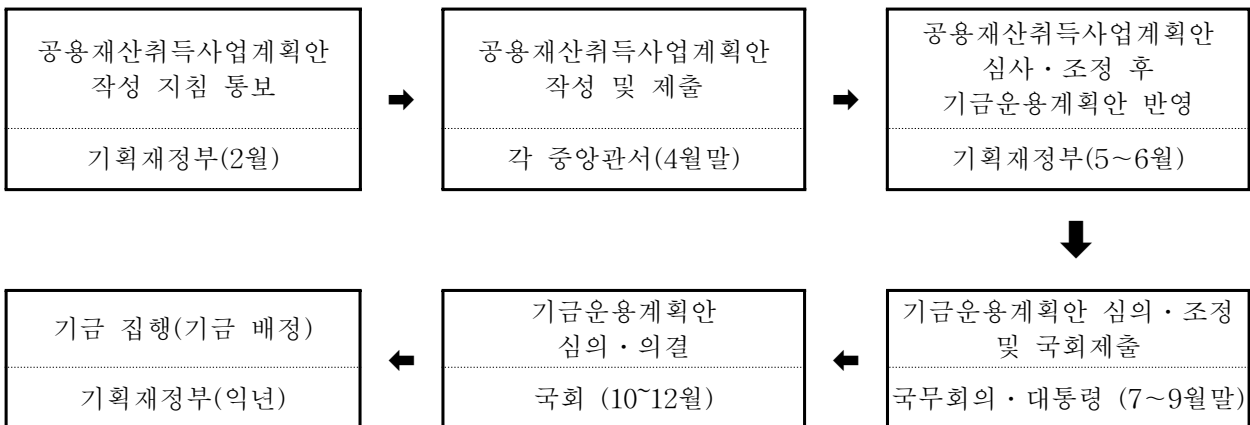 공용재산취득사업계획안
작성 지침 통보
기획재정부(2월)
공용재산취득사업계획안
작성 및 제출
각 중앙관서(4월말)
공용재산취득사업계획안
심사·조정 후
기금운용계획안 반영
기획재정부(5~6월)
기금운용계획안 심의·조정
및 국회제출
국무회의·대통령 (7~9월말)
기금운용계획안
심의·의결
국회 (10~12월)
기금 집행(기금 배정)
기획재정부(익년)